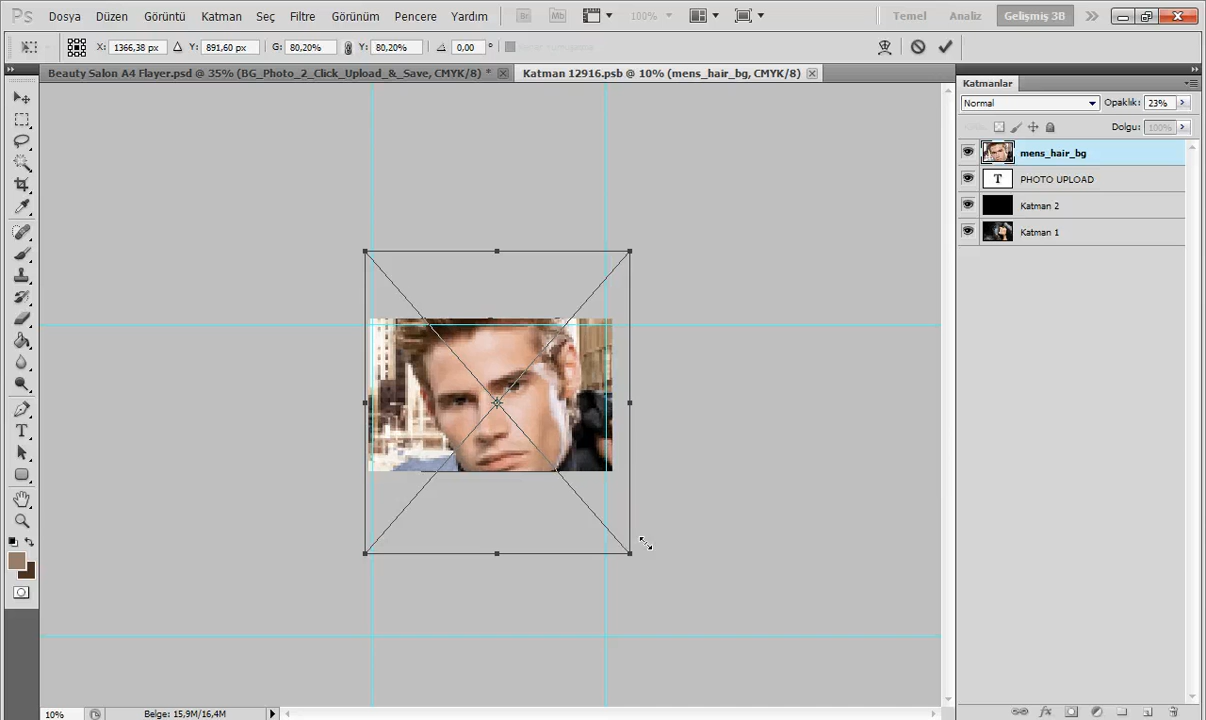 Ps Dosya Düzen Görüntü Katman Seç Filtre Görünüm Pencere Yardım Br Mb 100% Temel Analiz Gelişmiş 3B
X: 1366,38 px Y: 891,60 px G: 80,20% Y: 80,20% 0,00 °
Beauty Salon A4 Flayer.psd @ 35% (BG_Photo_2_Click_Upload_&_Save, CMYK/8) *
Katman 12916.psb @ 10% (mens_hair_bg, CMYK/8)
Katmanlar
Normal Opaklık: 23%
Dolgu: 100%
mens_hair_bg
T PHOTO UPLOAD
Katman 2
Katman 1
T
10% Belge: 15,9M/16,4M
fx